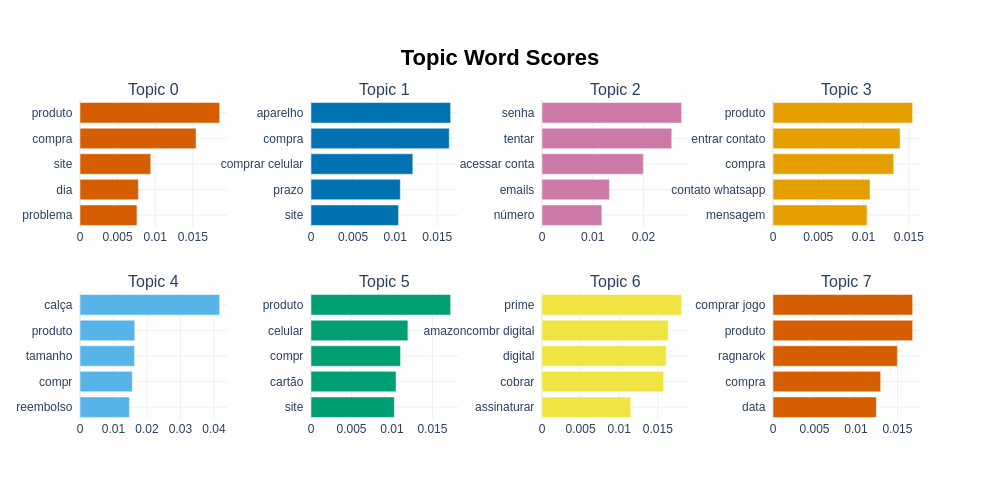 Topic Word Scores
Topic 0
produto
compra
site
dia
problema
0 0.005 0.01 0.015
Topic 1
aparelho
compra
comprar celular
prazo
site
0 0.005 0.01 0.015
Topic 2
senha
tentar
acessar conta
emails
número
0 0.01 0.02
Topic 3
produto
entrar contato
compra
contato whatsapp
mensagem
0 0.005 0.01 0.015
Topic 4
calça
produto
tamanho
compr
reembolso
0 0.01 0.02 0.03 0.04
Topic 5
produto
celular
compr
cartão
site
0 0.005 0.01 0.015
Topic 6
prime
amazoncombr digital
digital
cobrar
assinaturar
0 0.005 0.01 0.015
Topic 7
comprar jogo
produto
ragnarok
compra
data
0 0.005 0.01 0.015